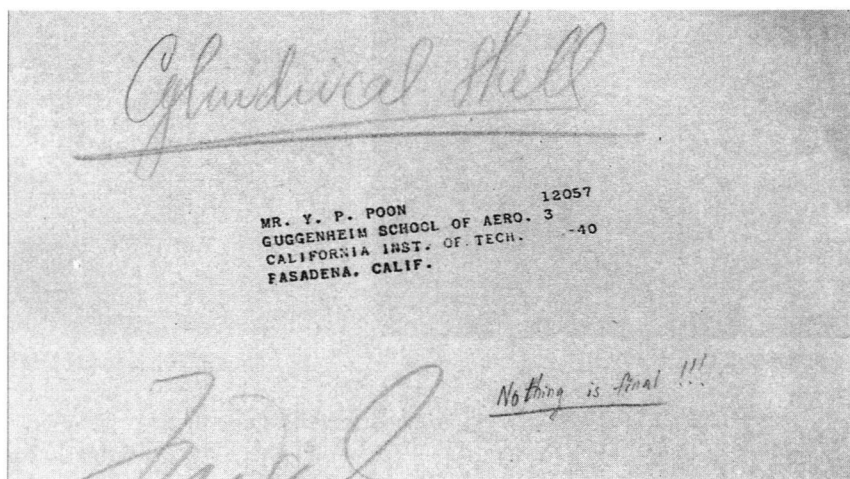 Cylindrical Shell
MR. Y. P. POON 12057
GUGGENHEIM SCHOOL OF AERO. 3
CALIFORNIA INST. OF TECH. -40
PASADENA. CALIF.
Final
Nothing is final !!!